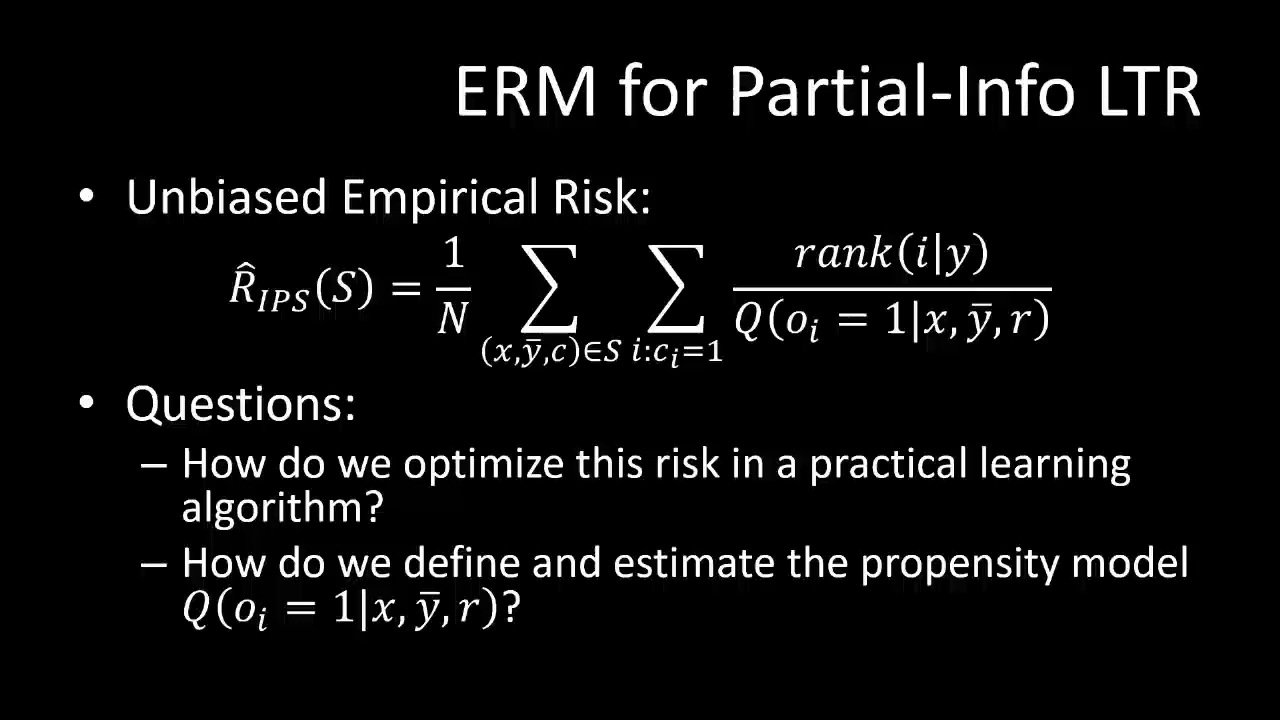 ERM for Partial-Info LTR
• Unbiased Empirical Risk:
R̂_IPS(S) = 1/N ∑_{(x,ȳ,c)∈S} ∑_{i:c_i=1} rank(i|y) / Q(o_i = 1|x, ȳ, r)
• Questions:
– How do we optimize this risk in a practical learning
algorithm?
– How do we define and estimate the propensity model
Q(o_i = 1|x, ȳ, r)?